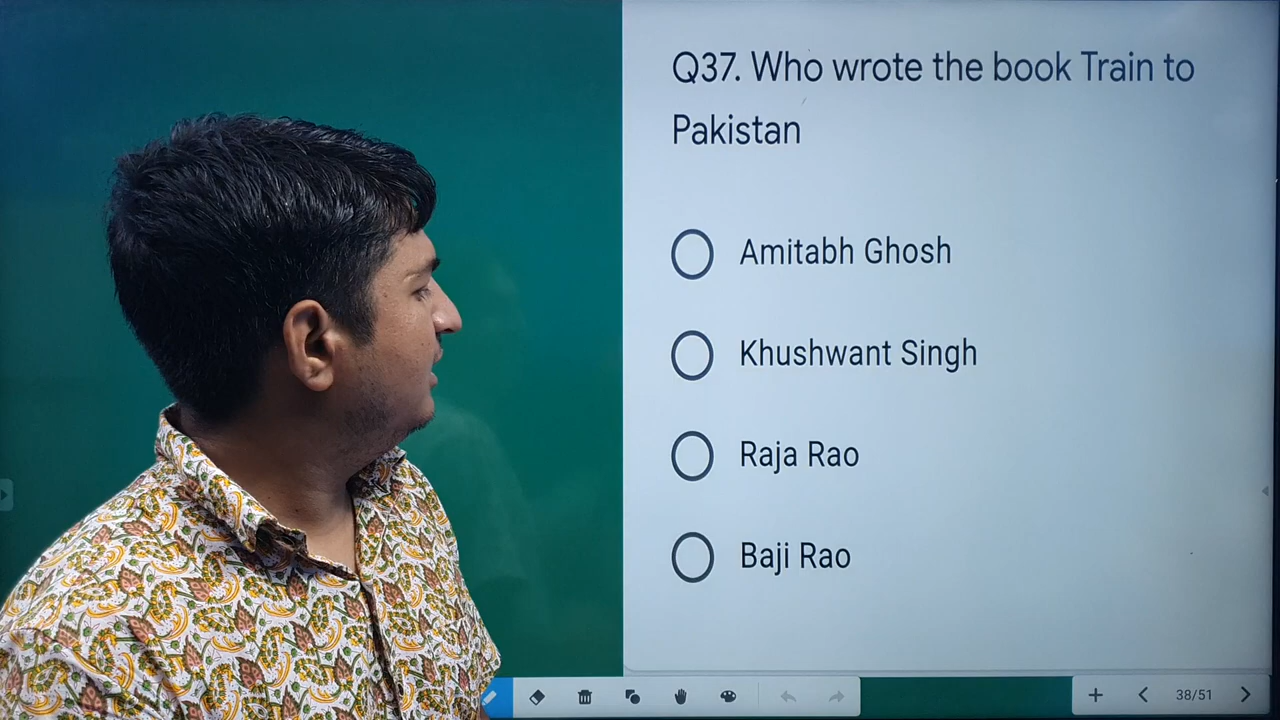 Q37. Who wrote the book Train to
Pakistan
Amitabh Ghosh
Khushwant Singh
Raja Rao
Baji Rao
38/51